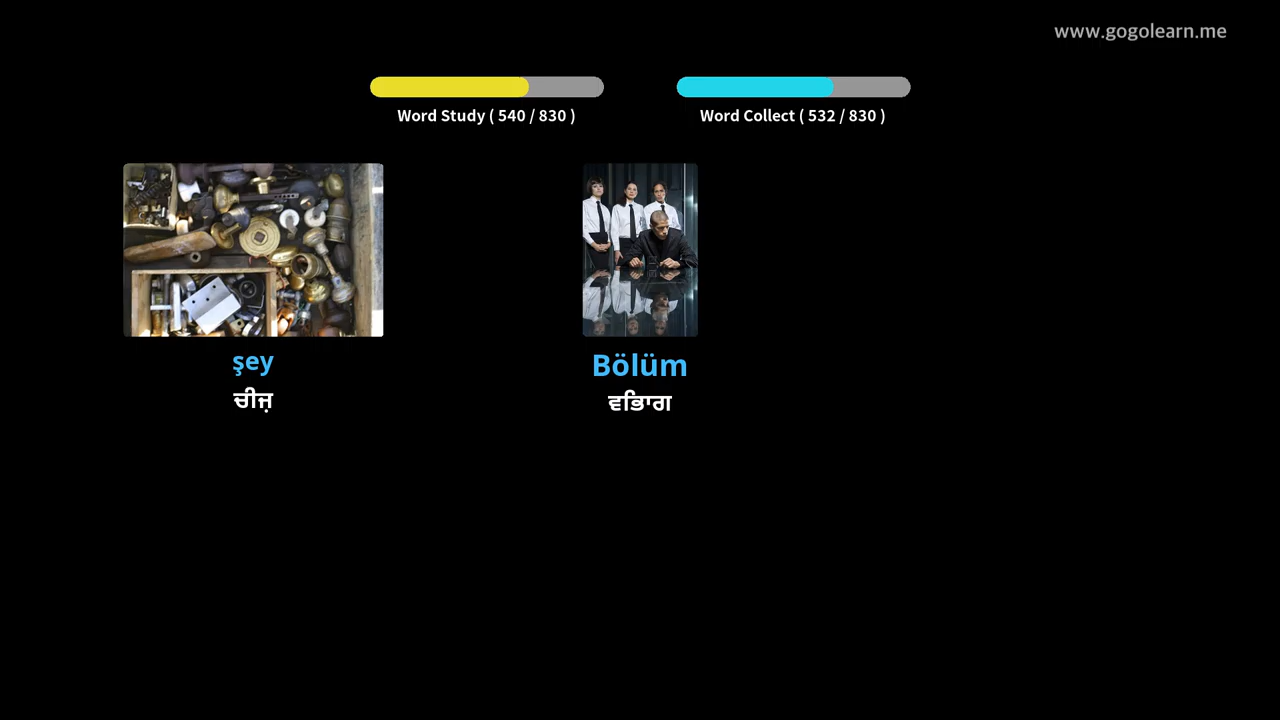 www.gogolearn.me
Word Study ( 540 / 830 )
Word Collect ( 532 / 830 )
şey
ਚੀਜ਼
Bölüm
ਵਿਭਾਗ